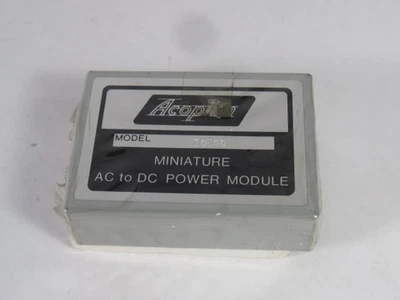 Acopian
MODEL
MINIATURE
AC to DC POWER MODULE